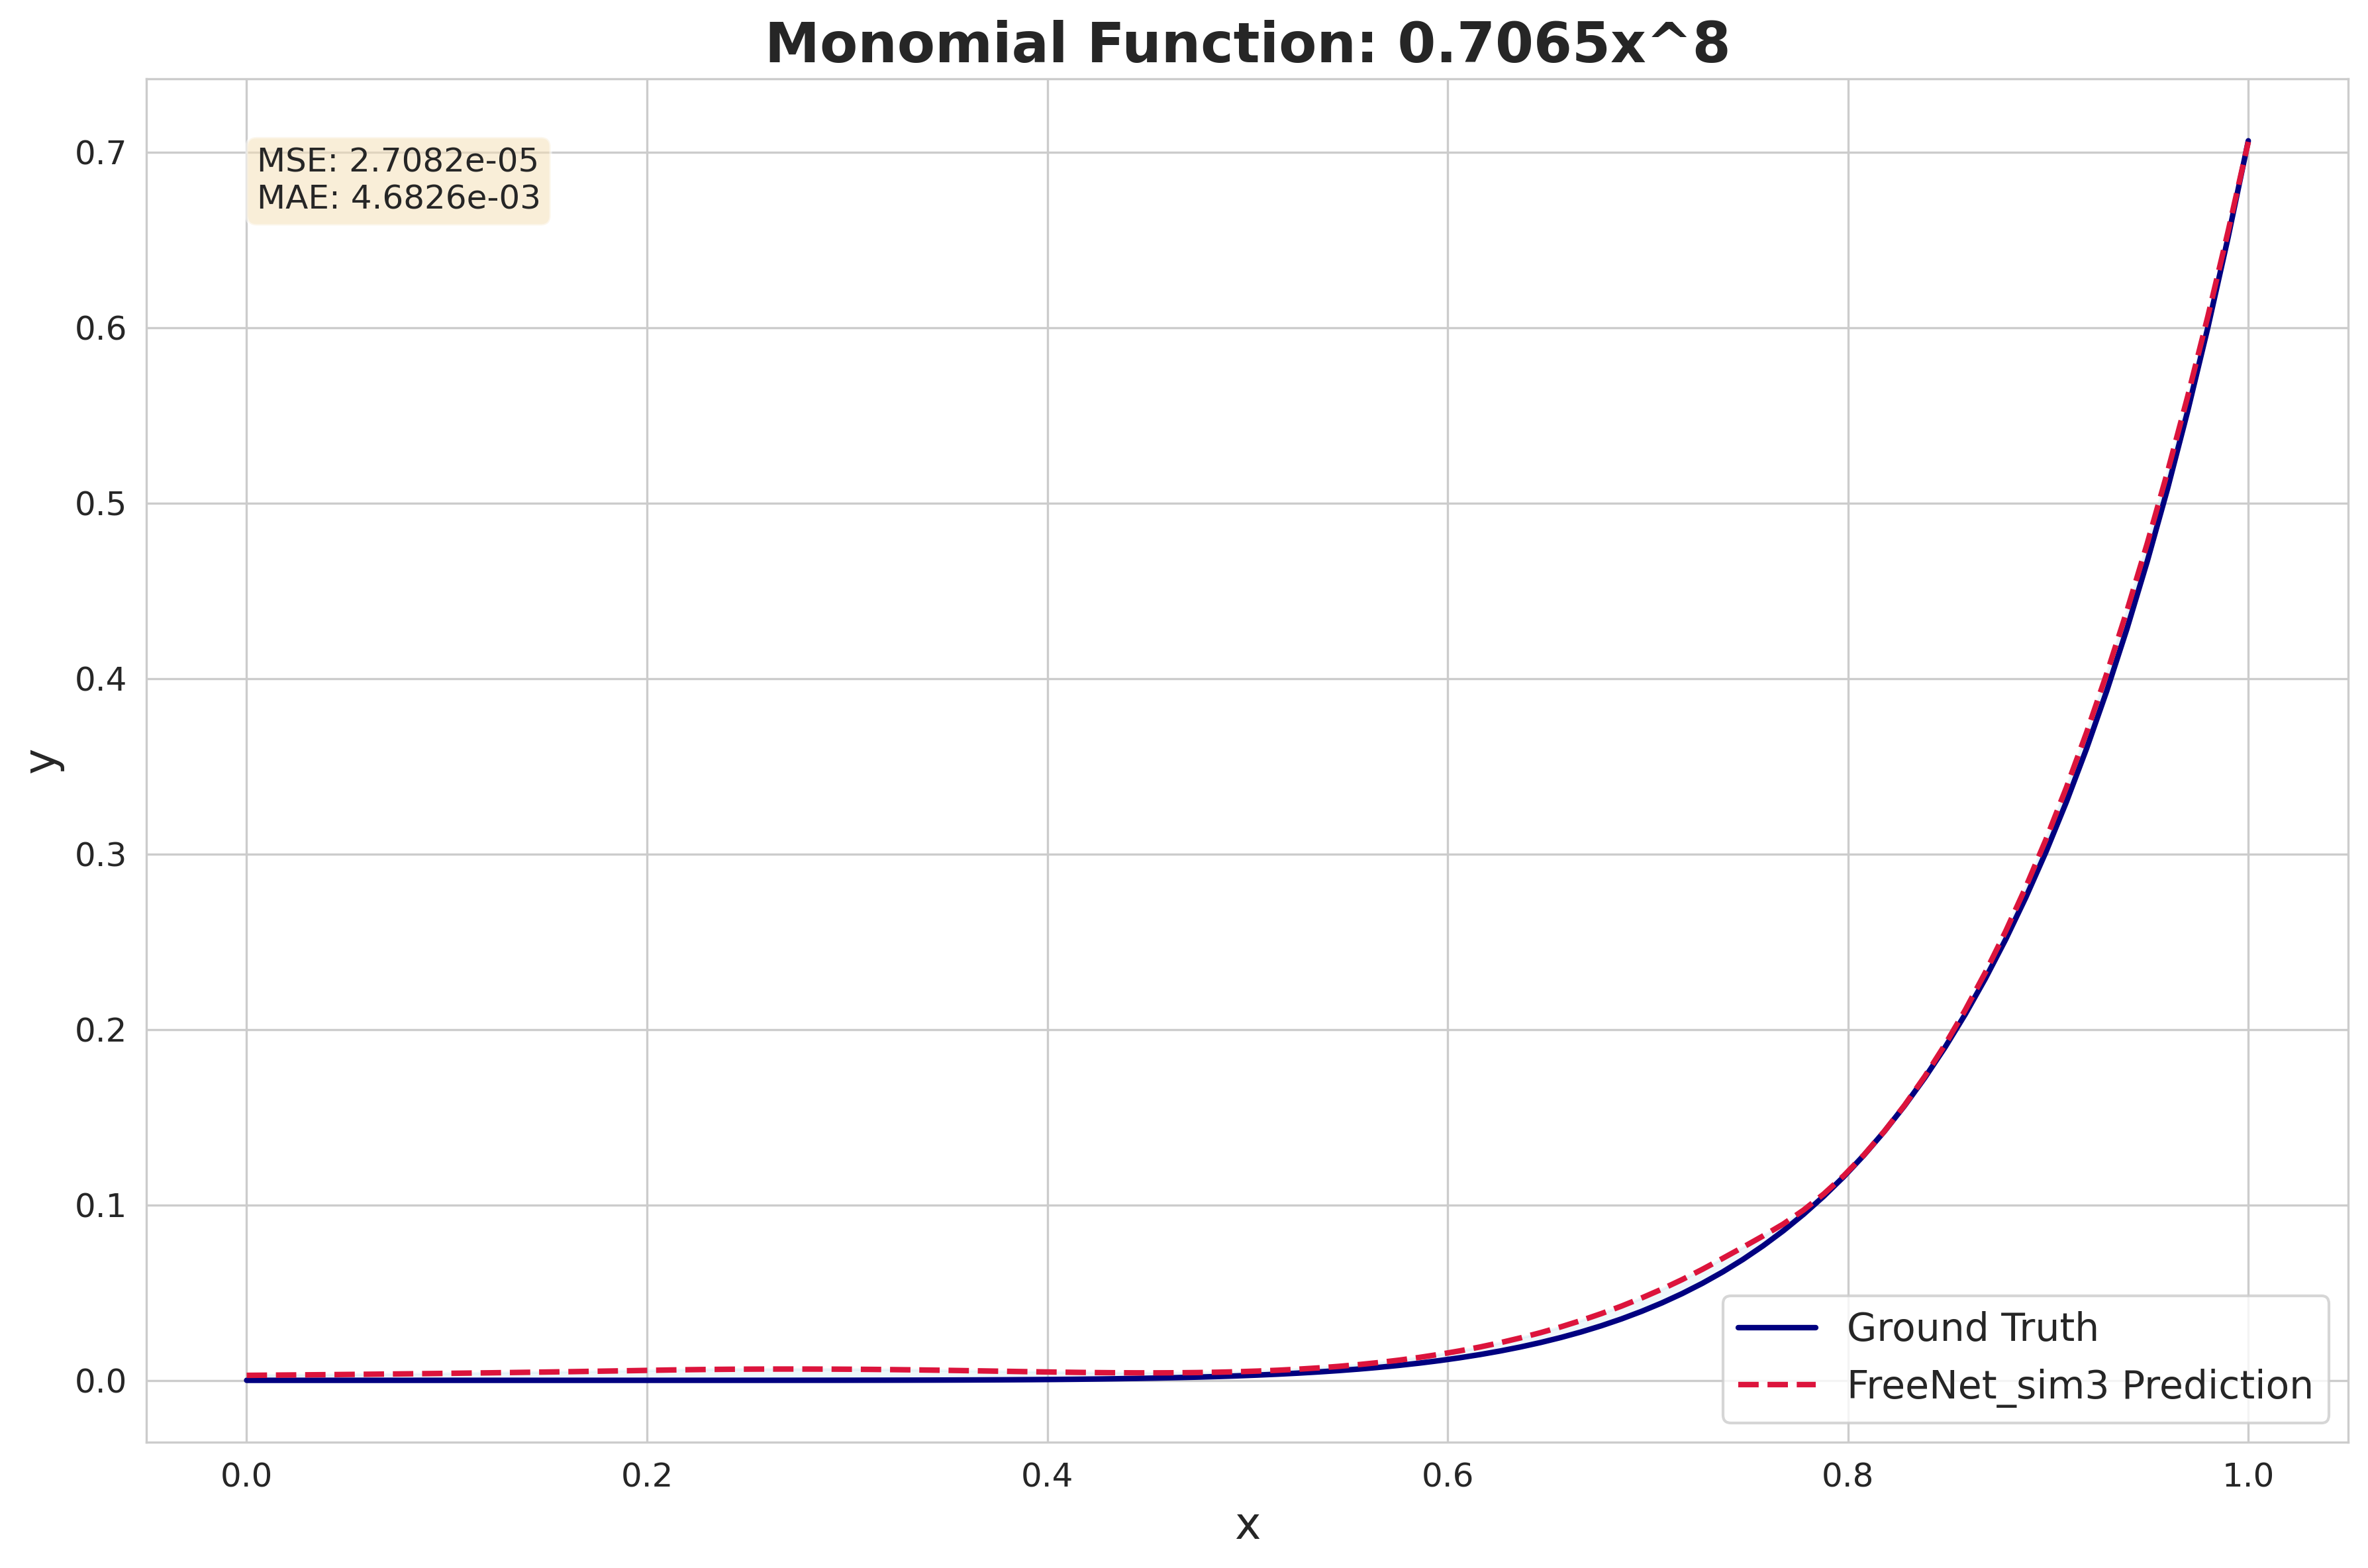 Monomial Function: 0.7065x^8
MSE: 2.7082e-05
MAE: 4.6826e-03
y
0.7
0.6
0.5
0.4
0.3
0.2
0.1
0.0
Ground Truth
FreeNet_sim3 Prediction
0.0 0.2 0.4 0.6 0.8 1.0
x